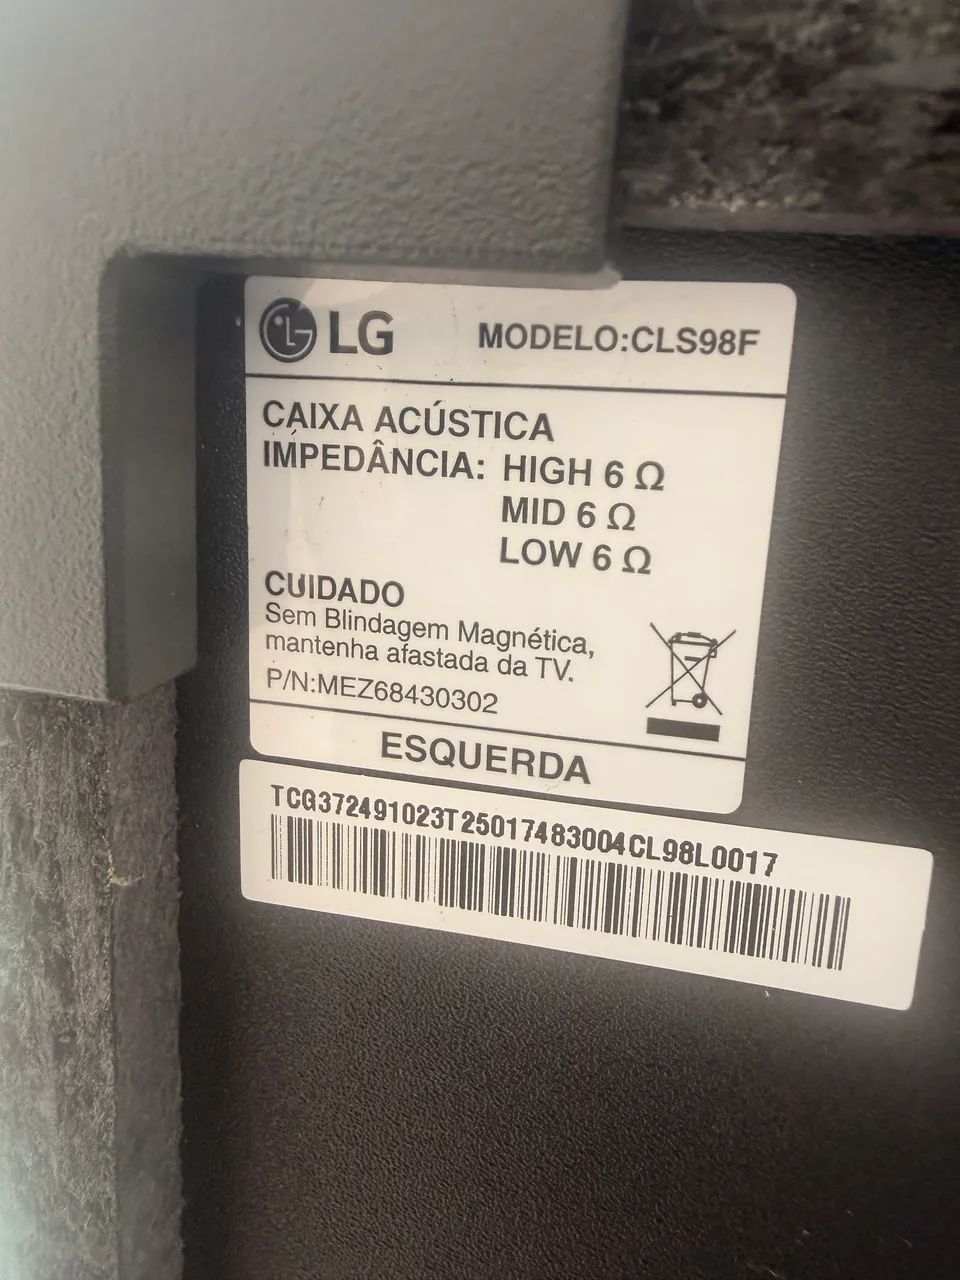 LG MODELO:CLS98F
CAIXA ACÚSTICA
IMPEDÂNCIA: HIGH 6 Ω
MID 6 Ω
LOW 6 Ω
CUIDADO
Sem Blindagem Magnética,
mantenha afastada da TV.
P/N:MEZ68430302
ESQUERDA
TCG372491023T25017483004CL98L0017